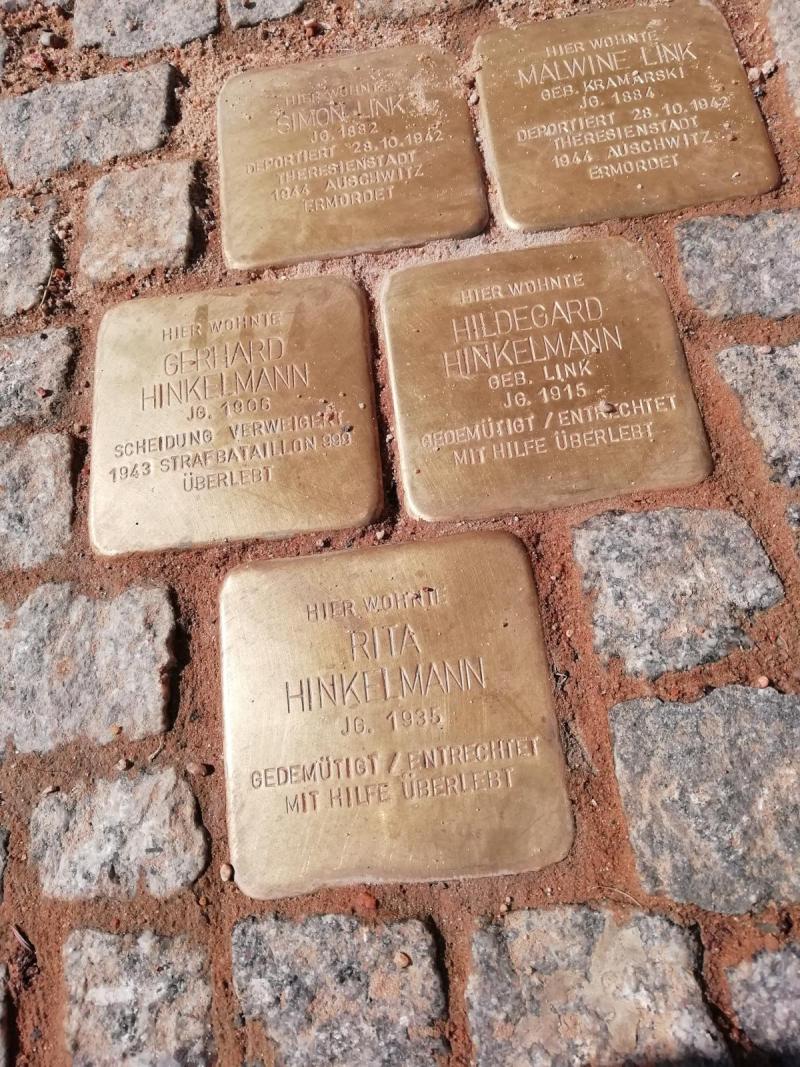 HIER WOHNTE
SIMON LINK
JG. 1882
DEPORTIERT 28.10.1942
THERESIENSTADT
1944 AUSCHWITZ
ERMORDET
HIER WOHNTE
MALWINE LINK
GEB. KRAMARSKI
JG. 1884
DEPORTIERT 28.10.1942
THERESIENSTADT
1944 AUSCHWITZ
ERMORDET
HIER WOHNTE
GERHARD
HINKELMANN
JG. 1906
SCHEIDUNG VERWEIGERT
1943 STRAFBATAILLON 999
ÜBERLEBT
HIER WOHNTE
HILDEGARD
HINKELMANN
GEB. LINK
JG. 1915
GEDEMÜTIGT / ENTRECHTET
MIT HILFE ÜBERLEBT
HIER WOHNTE
RITA
HINKELMANN
JG. 1935
GEDEMÜTIGT / ENTRECHTET
MIT HILFE ÜBERLEBT